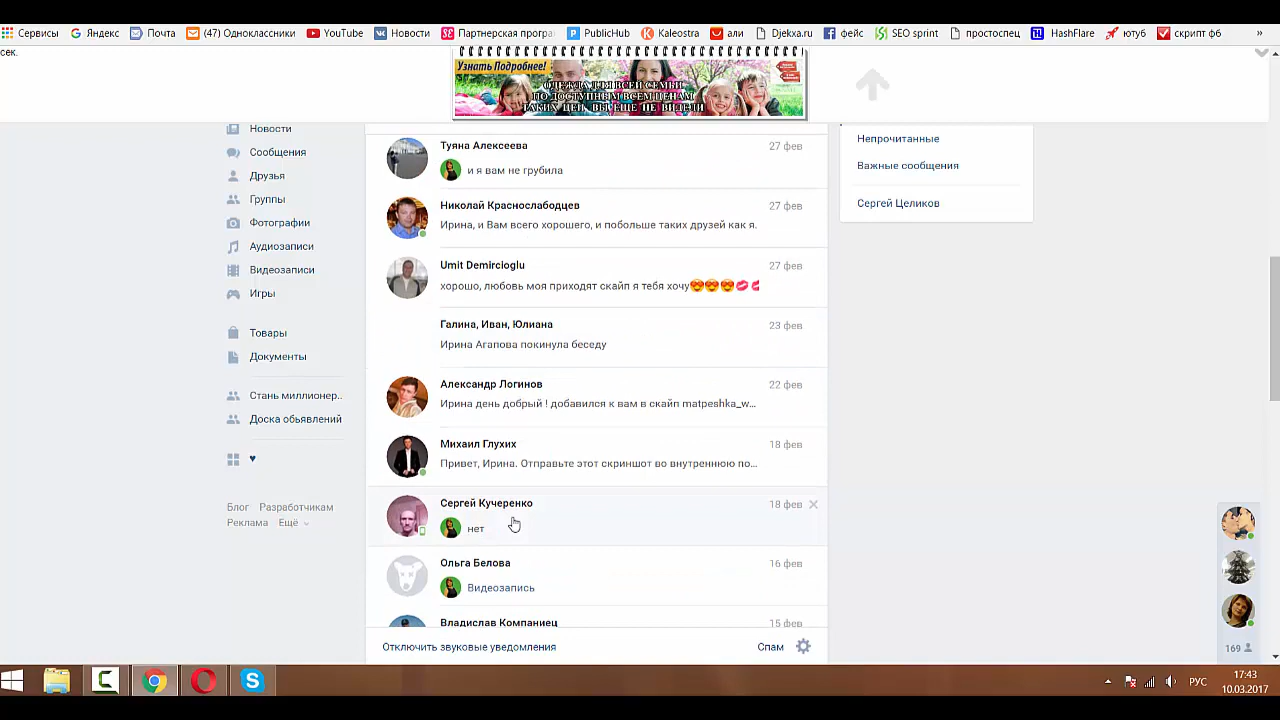 Сервисы Яндекс Почта (47) Одноклассники YouTube Новости Партнерская програ PublicHub Kaleostra али Djekka.ru фейс SEO sprint простоспец HashFlare ютуб скрипт фб »
сек.
Узнать Подробнее!
ОДЕЖДА ДЛЯ ВСЕЙ СЕМЬИ
ПО ДОСТУПНЫМ ВСЕМ ЦЕНАМ
ТАКИХ ЦЕН ВЫ ЕЩЕ НЕ ВИДЕЛИ
Новости
Сообщения
Друзья
Группы
Фотографии
Аудиозаписи
Видеозаписи
Игры
Товары
Документы
Стань миллионер..
Доска обьявлений
Блог Разработчикам
Реклама Ещё
Туяна Алексеева 27 фев
и я вам не грубила
Николай Краснослабодцев 27 фев
Ирина, и Вам всего хорошего, и побольше таких друзей как я.
Umit Demircioglu 27 фев
хорошо, любовь моя приходят скайп я тебя хочу😍😍😍💋💋
Галина, Иван, Юлиана 23 фев
Ирина Агапова покинула беседу
Александр Логинов 22 фев
Ирина день добрый ! добавился к вам в скайп matpeshka_w...
Михаил Глухих 18 фев
Привет, Ирина. Отправьте этот скриншот во внутреннюю по...
Сергей Кучеренко 18 фев
нет
Ольга Белова 16 фев
Видеозапись
Владислав Компаниец 15 фев
Отключить звуковые уведомления Спам
Непрочитанные
Важные сообщения
Сергей Целиков
169
РУС
17:43
10.03.2017